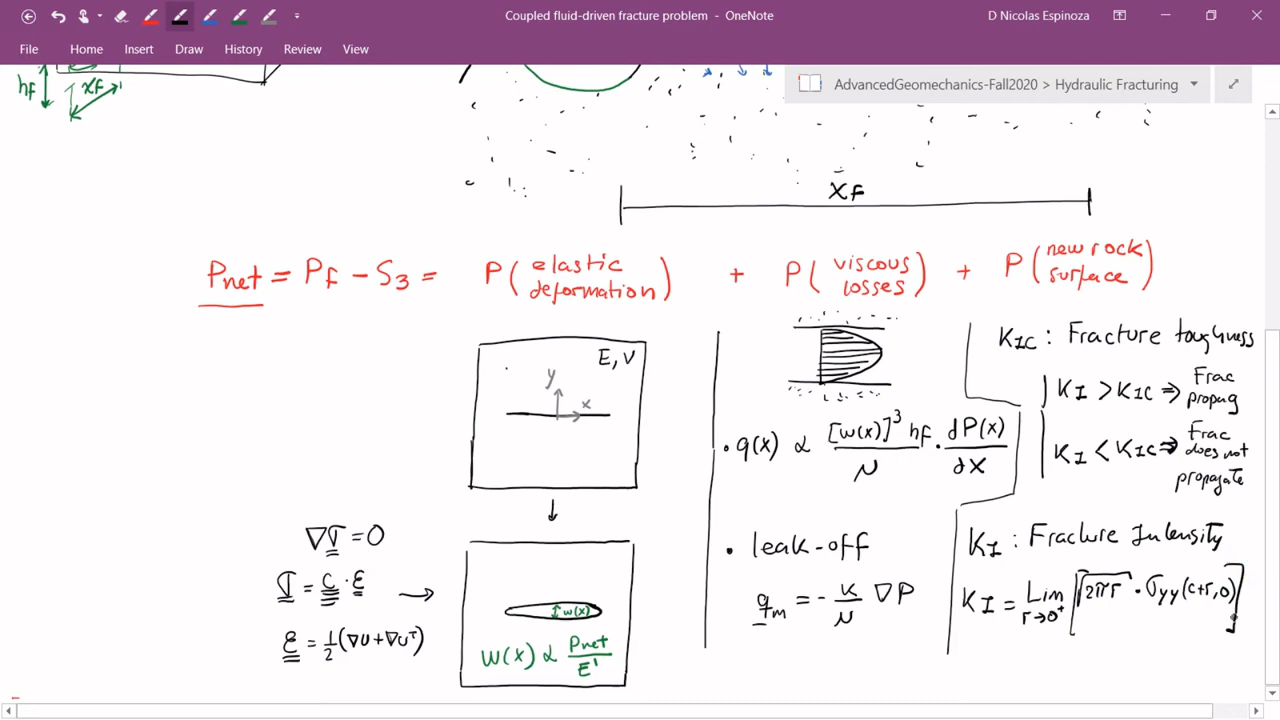 Coupled fluid-driven fracture problem - OneNote
D Nicolas Espinoza
File Home Insert Draw History Review View
AdvancedGeomechanics-Fall2020 > Hydraulic Fracturing
hF
XF
XF
Pnet = PF - S3 = P(elastic deformation) + P(viscous losses) + P(new rock surface)
E, ν
y
x
KIC : Fracture toughness
KI > KIC ⇒ Frac propag
KI < KIC ⇒ Frac does not propagate
• q(x) ∝ [w(x)]³ hF / μ • dP(x) / dX
∇σ = 0
σ = C · ε
ε = 1/2 (∇u + ∇uᵀ)
w(x)
W(x) ∝ Pnet / E'
• leak-off
qm = - K/μ ∇P
KI : Fracture Intensity
KI = Lim r→0⁺ [√2πr · σyy(c+r,0)]